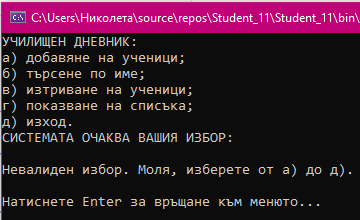 C:\Users\Николета\source\repos\Student_11\Student_11\bin\
УЧИЛИЩЕН ДНЕВНИК:
а) добавяне на ученици;
б) търсене по име;
в) изтриване на ученици;
г) показване на списъка;
д) изход.
СИСТЕМАТА ОЧАКВА ВАШИЯ ИЗБОР:
Невалиден избор. Моля, изберете от а) до д).
Натиснете Enter за връщане към менюто...